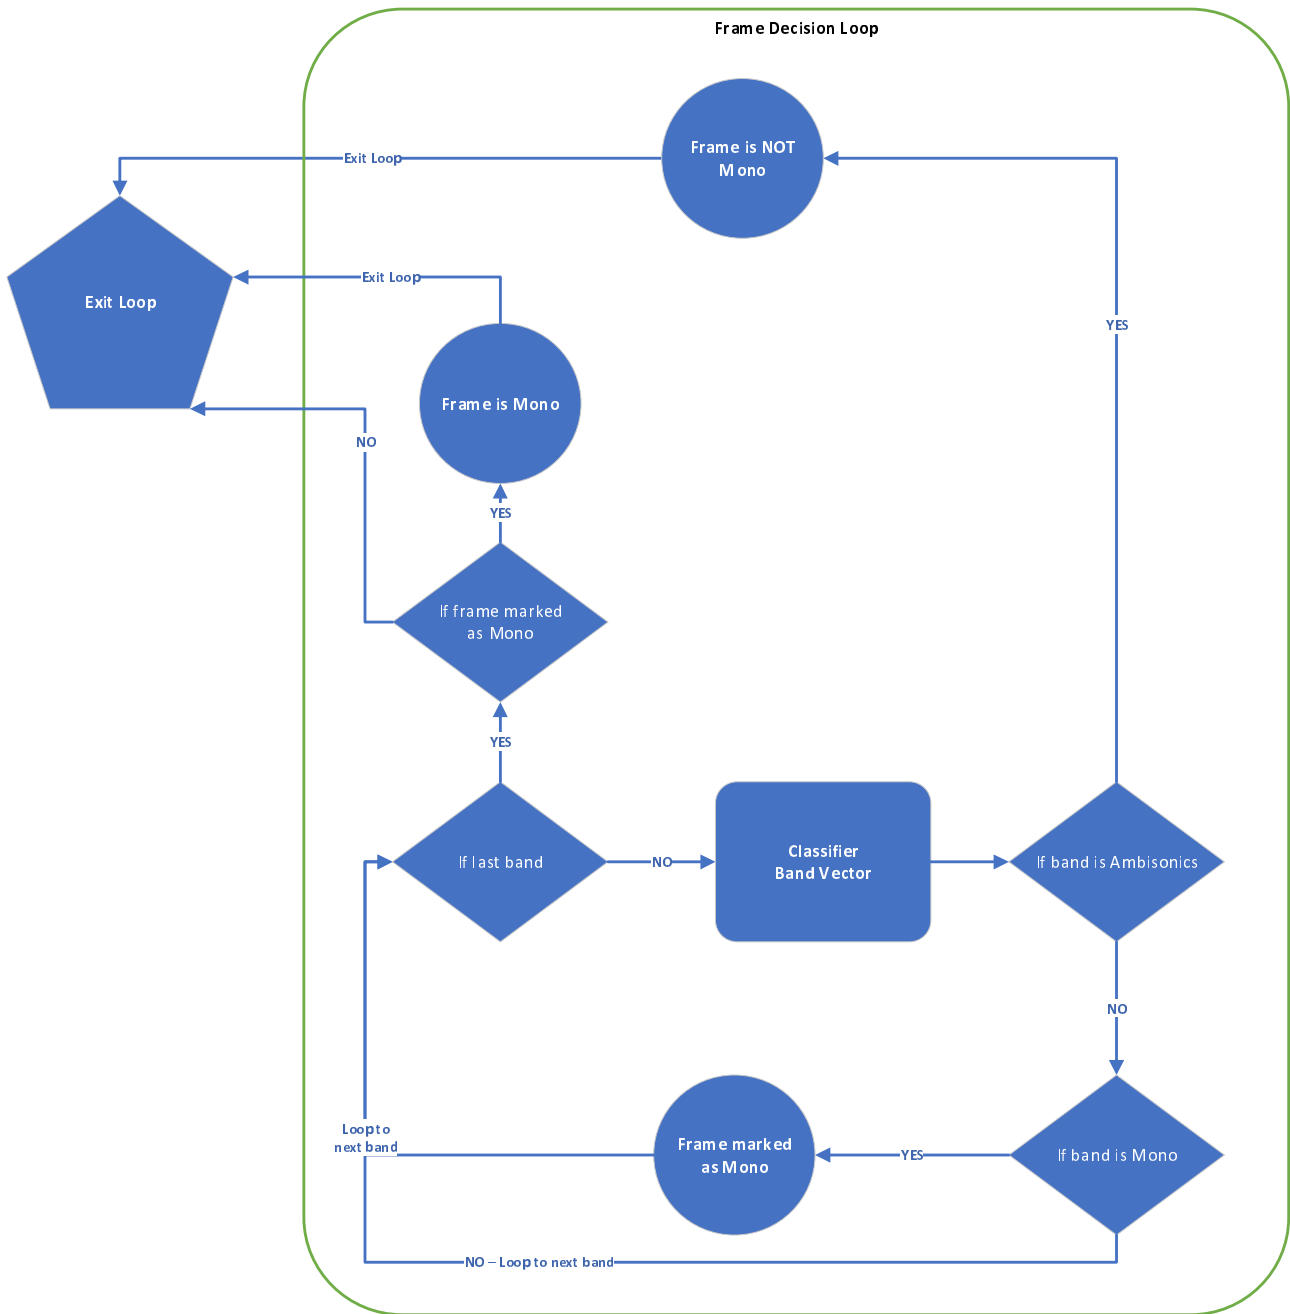 Frame Decision Loop
Frame is NOT
Mono
Exit Loop
Exit Loop
Exit Loop
YES
Frame is Mono
NO
YES
If frame marked
as Mono
YES
If last band
NO
Classifier
Band Vector
If band is Ambisonics
NO
Loop to
next band
Frame marked
as Mono
YES
If band is Mono
NO – Loop to next band